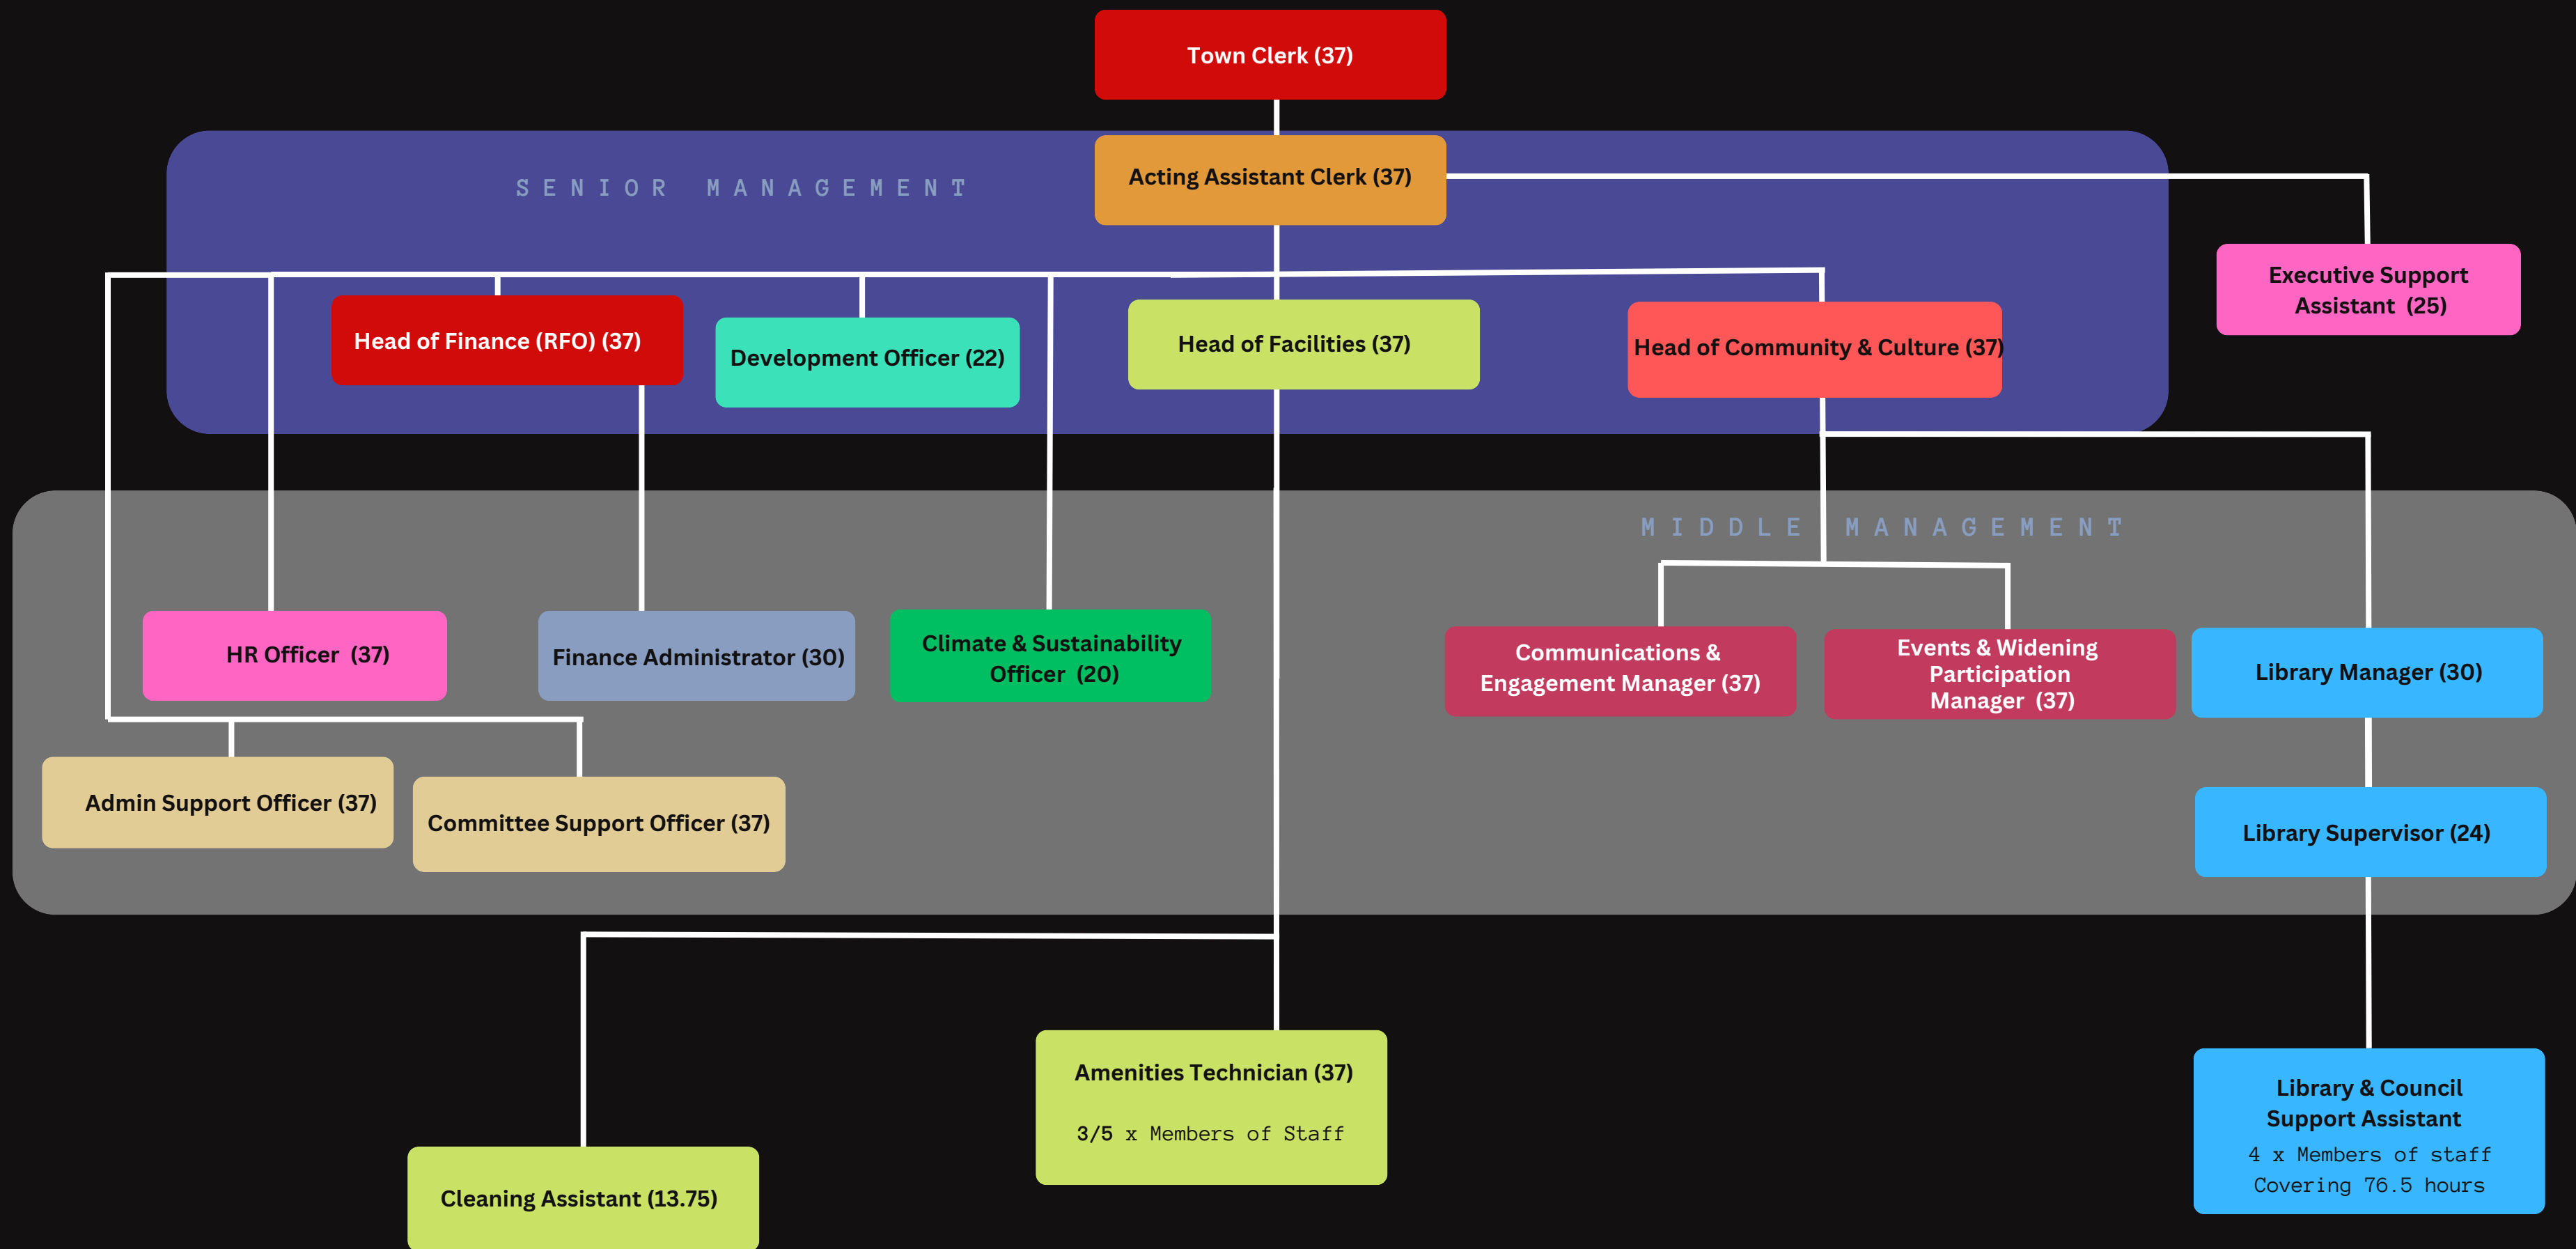 Town Clerk (37)
SENIOR MANAGEMENT
Acting Assistant Clerk (37)
Executive Support
Assistant (25)
Head of Finance (RFO) (37)
Development Officer (22)
Head of Facilities (37)
Head of Community & Culture (37)
MIDDLE MANAGEMENT
HR Officer (37)
Finance Administrator (30)
Climate & Sustainability
Officer (20)
Communications &
Engagement Manager (37)
Events & Widening
Participation
Manager (37)
Library Manager (30)
Admin Support Officer (37)
Committee Support Officer (37)
Library Supervisor (24)
Amenities Technician (37)
3/5 x Members of Staff
Library & Council
Support Assistant
4 x Members of staff
Covering 76.5 hours
Cleaning Assistant (13.75)